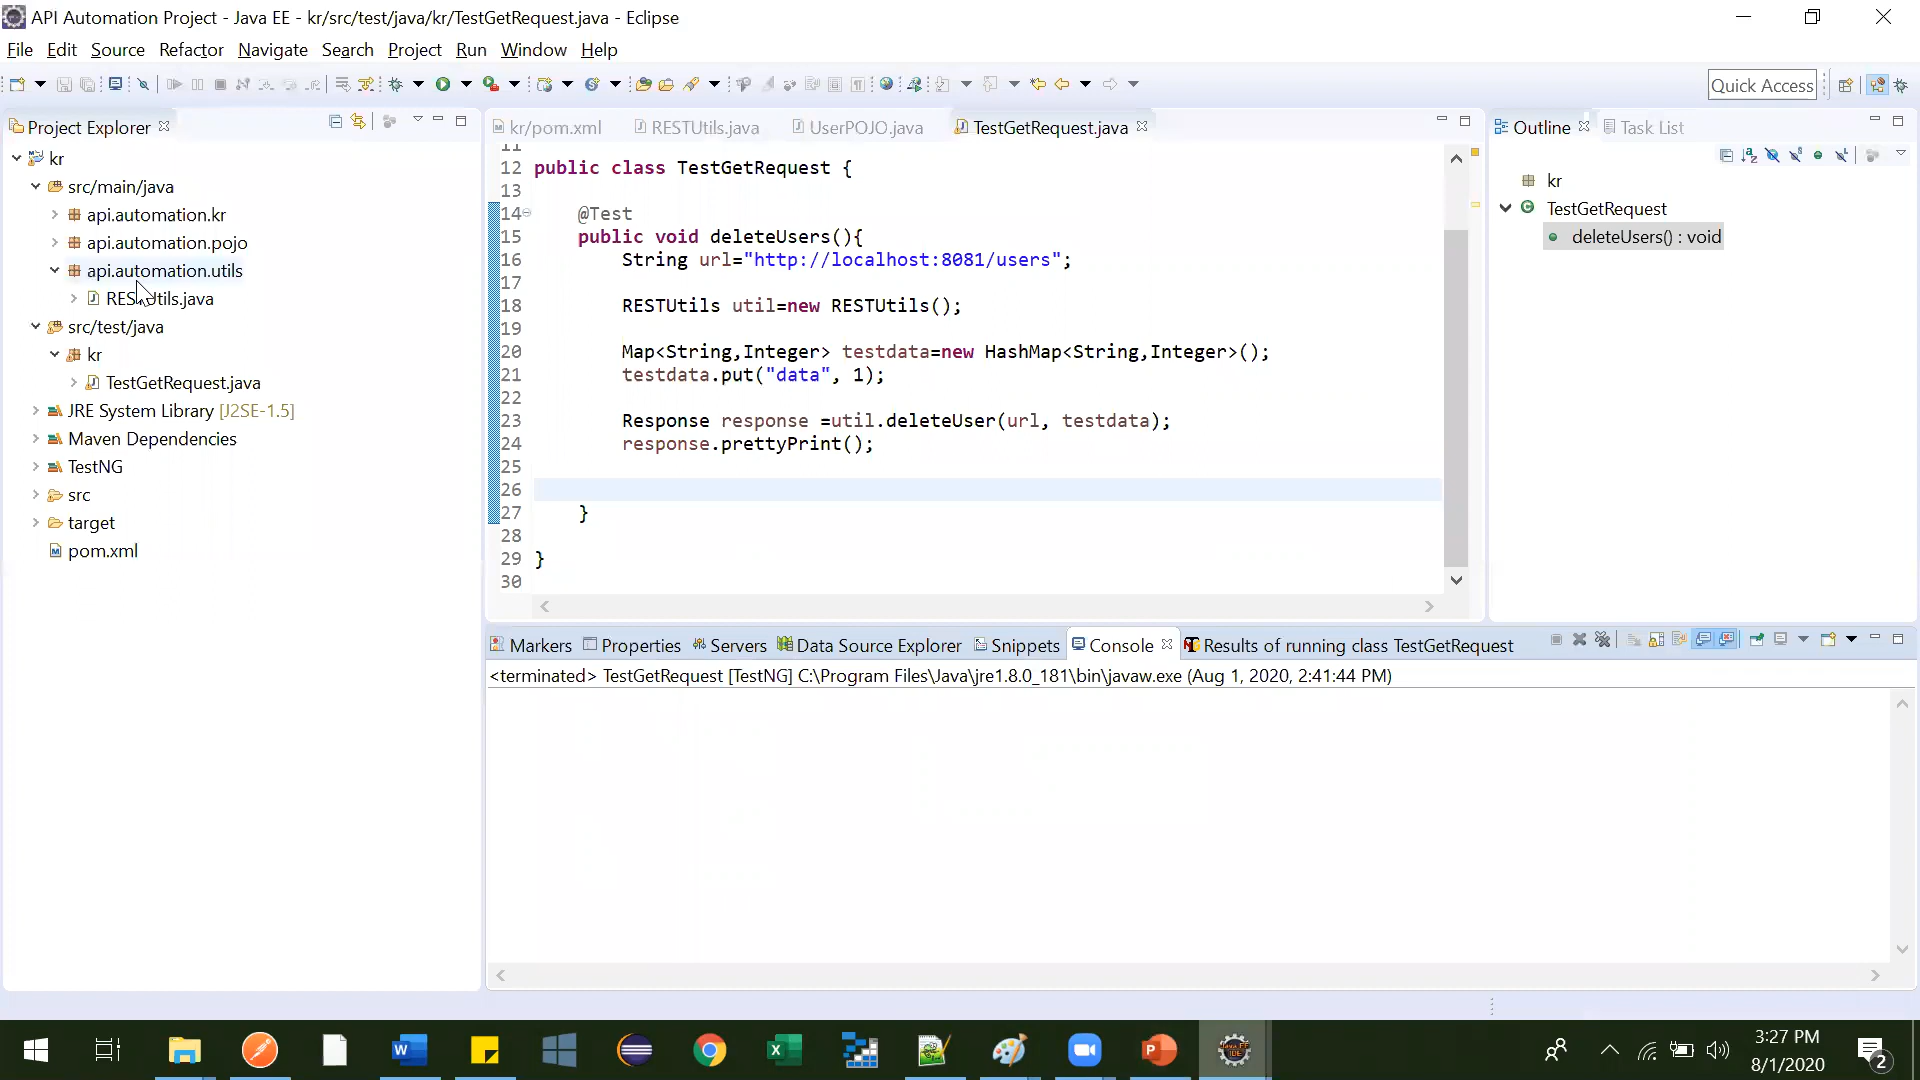 API Automation Project - Java EE - kr/src/test/java/kr/TestGetRequest.java - Eclipse
File Edit Source Refactor Navigate Search Project Run Window Help
Quick Access
Project Explorer
kr
src/main/java
api.automation.kr
api.automation.pojo
api.automation.utils
src/test/java
kr
TestGetRequest.java
JRE System Library [J2SE-1.5]
Maven Dependencies
TestNG
src
target
pom.xml
kr/pom.xml RESTUtils.java UserPOJO.java TestGetRequest.java
11
12 public class TestGetRequest {
13
14 @Test
15 public void deleteUsers(){
16 String url="http://localhost:8081/users";
17
18 RESTUtils util=new RESTUtils();
19
20 Map<String,Integer> testdata=new HashMap<String,Integer>();
21 testdata.put("data", 1);
22
23 Response response =util.deleteUser(url, testdata);
24 response.prettyPrint();
25
26
27 }
28
29 }
30
Outline Task List
kr
TestGetRequest
deleteUsers() : void
Markers Properties Servers Data Source Explorer Snippets Console Results of running class TestGetRequest
<terminated> TestGetRequest [TestNG] C:\Program Files\Java\jre1.8.0_181\bin\javaw.exe (Aug 1, 2020, 2:41:44 PM)
3:27 PM
8/1/2020
2